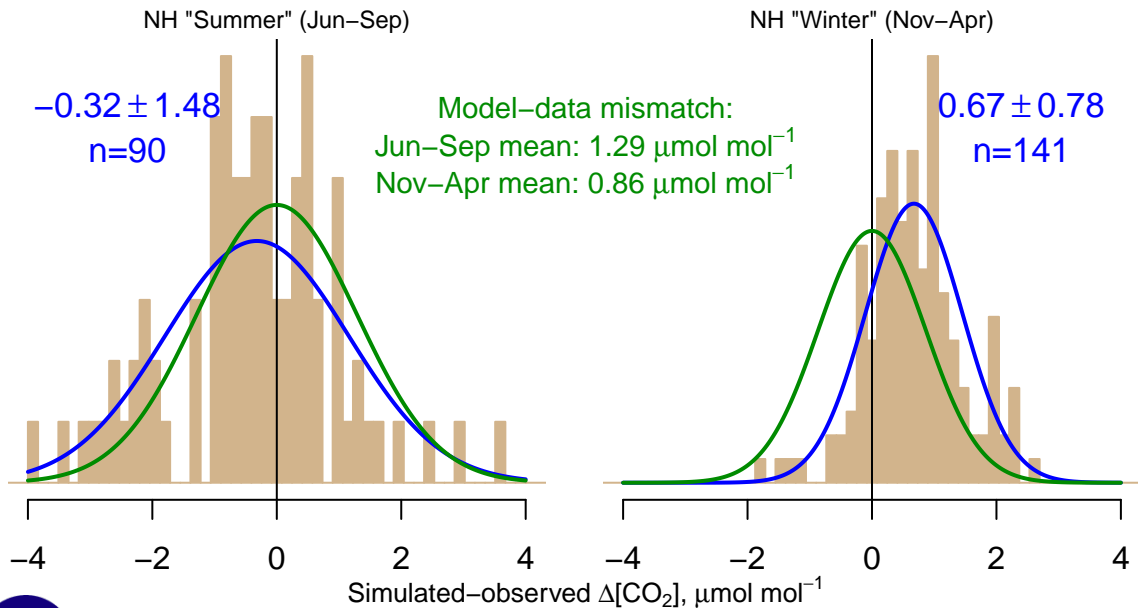 NH "Summer" (Jun−Sep)
−0.32 ± 1.48
n=90
Model−data mismatch:
Jun−Sep mean: 1.29 μmol mol⁻¹
Nov−Apr mean: 0.86 μmol mol⁻¹
NH "Winter" (Nov−Apr)
0.67 ± 0.78
n=141
−4 −2 0 2 4
−4 −2 0 2 4
Simulated−observed Δ[CO₂], μmol mol⁻¹